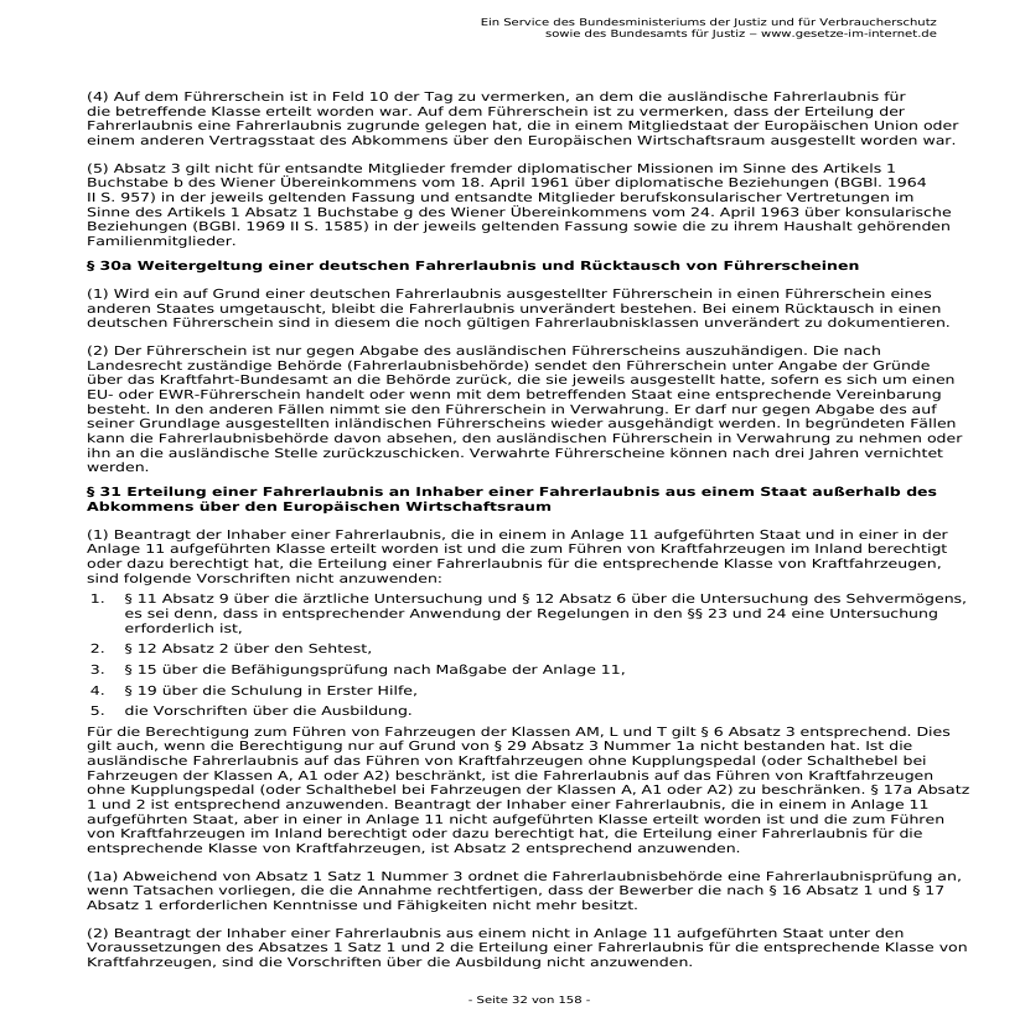 Ein Service des Bundesministeriums der Justiz und für Verbraucherschutz
sowie des Bundesamts für Justiz – www.gesetze-im-internet.de
(4) Auf dem Führerschein ist in Feld 10 der Tag zu vermerken, an dem die ausländische Fahrerlaubnis für
die betreffende Klasse erteilt worden war. Auf dem Führerschein ist zu vermerken, dass der Erteilung der
Fahrerlaubnis eine Fahrerlaubnis zugrunde gelegen hat, die in einem Mitgliedstaat der Europäischen Union oder
einem anderen Vertragsstaat des Abkommens über den Europäischen Wirtschaftsraum ausgestellt worden war.
(5) Absatz 3 gilt nicht für entsandte Mitglieder fremder diplomatischer Missionen im Sinne des Artikels 1
Buchstabe b des Wiener Übereinkommens vom 18. April 1961 über diplomatische Beziehungen (BGBl. 1964
II S. 957) in der jeweils geltenden Fassung und entsandte Mitglieder berufskonsularischer Vertretungen im
Sinne des Artikels 1 Absatz 1 Buchstabe g des Wiener Übereinkommens vom 24. April 1963 über konsularische
Beziehungen (BGBl. 1969 II S. 1585) in der jeweils geltenden Fassung sowie die zu ihrem Haushalt gehörenden
Familienmitglieder.
§ 30a Weitergeltung einer deutschen Fahrerlaubnis und Rücktausch von Führerscheinen
(1) Wird ein auf Grund einer deutschen Fahrerlaubnis ausgestellter Führerschein in einen Führerschein eines
anderen Staates umgetauscht, bleibt die Fahrerlaubnis unverändert bestehen. Bei einem Rücktausch in einen
deutschen Führerschein sind in diesem die noch gültigen Fahrerlaubnisklassen unverändert zu dokumentieren.
(2) Der Führerschein ist nur gegen Abgabe des ausländischen Führerscheins auszuhändigen. Die nach
Landesrecht zuständige Behörde (Fahrerlaubnisbehörde) sendet den Führerschein unter Angabe der Gründe
über das Kraftfahrt-Bundesamt an die Behörde zurück, die sie jeweils ausgestellt hatte, sofern es sich um einen
EU- oder EWR-Führerschein handelt oder wenn mit dem betreffenden Staat eine entsprechende Vereinbarung
besteht. In den anderen Fällen nimmt sie den Führerschein in Verwahrung. Er darf nur gegen Abgabe des auf
seiner Grundlage ausgestellten inländischen Führerscheins wieder ausgehändigt werden. In begründeten Fällen
kann die Fahrerlaubnisbehörde davon absehen, den ausländischen Führerschein in Verwahrung zu nehmen oder
ihn an die ausländische Stelle zurückzuschicken. Verwahrte Führerscheine können nach drei Jahren vernichtet
werden.
§ 31 Erteilung einer Fahrerlaubnis an Inhaber einer Fahrerlaubnis aus einem Staat außerhalb des
Abkommens über den Europäischen Wirtschaftsraum
(1) Beantragt der Inhaber einer Fahrerlaubnis, die in einem in Anlage 11 aufgeführten Staat und in einer in der
Anlage 11 aufgeführten Klasse erteilt worden ist und die zum Führen von Kraftfahrzeugen im Inland berechtigt
oder dazu berechtigt hat, die Erteilung einer Fahrerlaubnis für die entsprechende Klasse von Kraftfahrzeugen,
sind folgende Vorschriften nicht anzuwenden:
1. § 11 Absatz 9 über die ärztliche Untersuchung und § 12 Absatz 6 über die Untersuchung des Sehvermögens,
es sei denn, dass in entsprechender Anwendung der Regelungen in den §§ 23 und 24 eine Untersuchung
erforderlich ist,
2. § 12 Absatz 2 über den Sehtest,
3. § 15 über die Befähigungsprüfung nach Maßgabe der Anlage 11,
4. § 19 über die Schulung in Erster Hilfe,
5. die Vorschriften über die Ausbildung.
Für die Berechtigung zum Führen von Fahrzeugen der Klassen AM, L und T gilt § 6 Absatz 3 entsprechend. Dies
gilt auch, wenn die Berechtigung nur auf Grund von § 29 Absatz 3 Nummer 1a nicht bestanden hat. Ist die
ausländische Fahrerlaubnis auf das Führen von Kraftfahrzeugen ohne Kupplungspedal (oder Schalthebel bei
Fahrzeugen der Klassen A, A1 oder A2) beschränkt, ist die Fahrerlaubnis auf das Führen von Kraftfahrzeugen
ohne Kupplungspedal (oder Schalthebel bei Fahrzeugen der Klassen A, A1 oder A2) zu beschränken. § 17a Absatz
1 und 2 ist entsprechend anzuwenden. Beantragt der Inhaber einer Fahrerlaubnis, die in einem in Anlage 11
aufgeführten Staat, aber in einer in Anlage 11 nicht aufgeführten Klasse erteilt worden ist und die zum Führen
von Kraftfahrzeugen im Inland berechtigt oder dazu berechtigt hat, die Erteilung einer Fahrerlaubnis für die
entsprechende Klasse von Kraftfahrzeugen, ist Absatz 2 entsprechend anzuwenden.
(1a) Abweichend von Absatz 1 Satz 1 Nummer 3 ordnet die Fahrerlaubnisbehörde eine Fahrerlaubnisprüfung an,
wenn Tatsachen vorliegen, die die Annahme rechtfertigen, dass der Bewerber die nach § 16 Absatz 1 und § 17
Absatz 1 erforderlichen Kenntnisse und Fähigkeiten nicht mehr besitzt.
(2) Beantragt der Inhaber einer Fahrerlaubnis aus einem nicht in Anlage 11 aufgeführten Staat unter den
Voraussetzungen des Absatzes 1 Satz 1 und 2 die Erteilung einer Fahrerlaubnis für die entsprechende Klasse von
Kraftfahrzeugen, sind die Vorschriften über die Ausbildung nicht anzuwenden.
- Seite 32 von 158 -